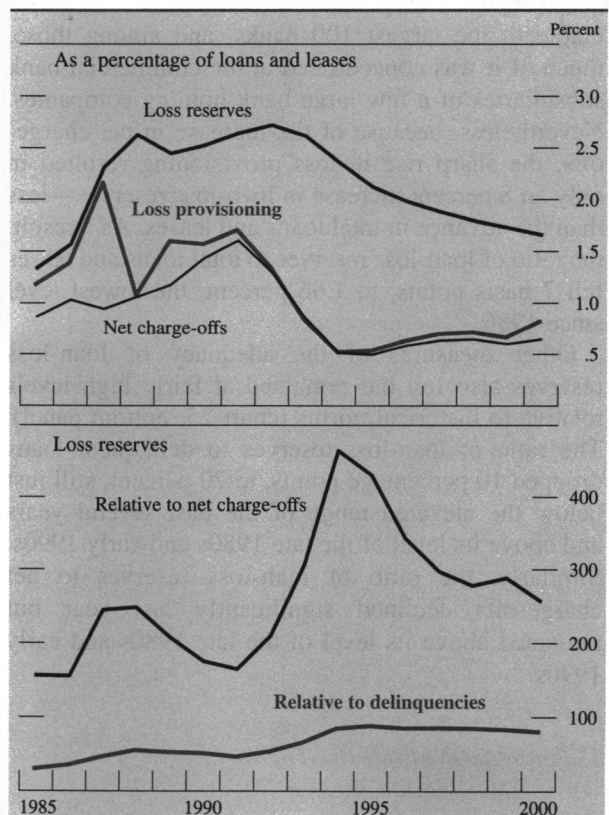 Percent
As a percentage of loans and leases
3.0
Loss reserves
2.5
2.0
Loss provisioning
1.5
1.0
Net charge-offs
.5
Loss reserves
Relative to net charge-offs
400
300
200
Relative to delinquencies
100
1985 1990 1995 2000